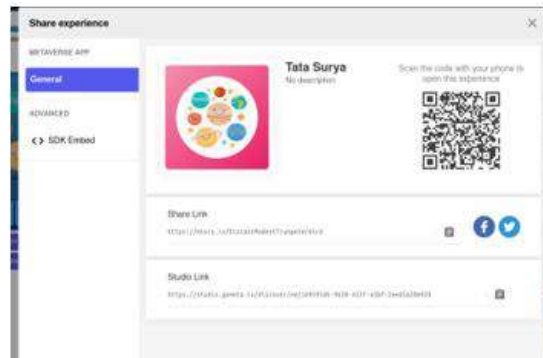 Share experience
METAVERSE APP
General
ADVANCED
SDK Embed
Tata Surya
No description
Scan the code with your phone to
open this experience
Share Link
Studio Link